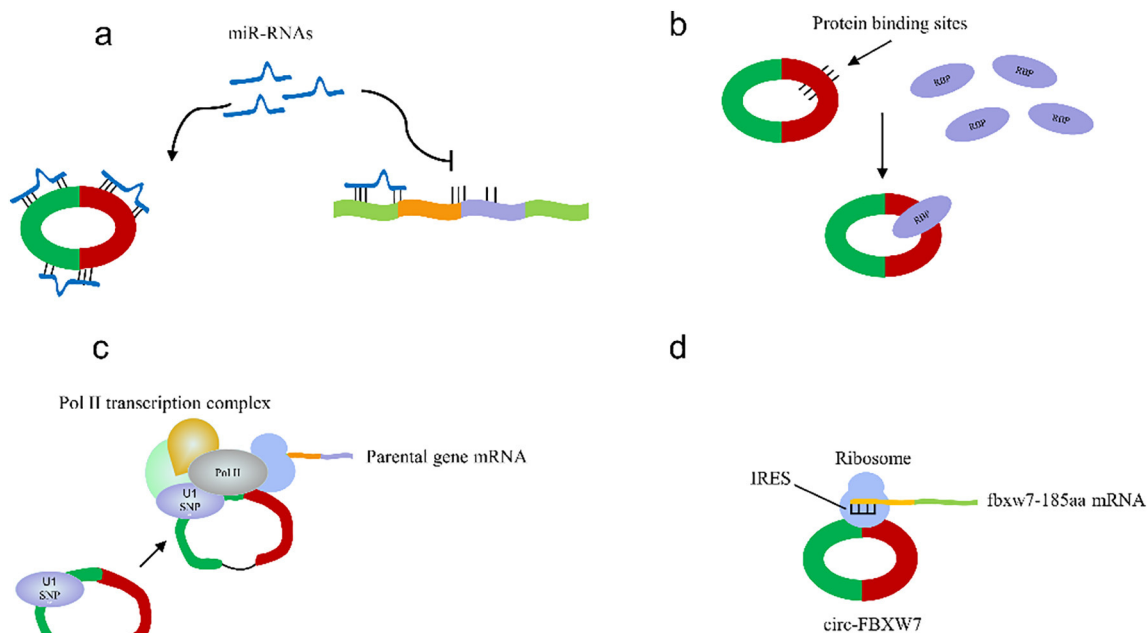 a
miR-RNAs
b
Protein binding sites
RBP
RBP
RBP
RBP
RBP
c
Pol II transcription complex
Pol II
U1
SNP
Parental gene mRNA
U1
SNP
d
Ribosome
IRES
fbxw7-185aa mRNA
circ-FBXW7